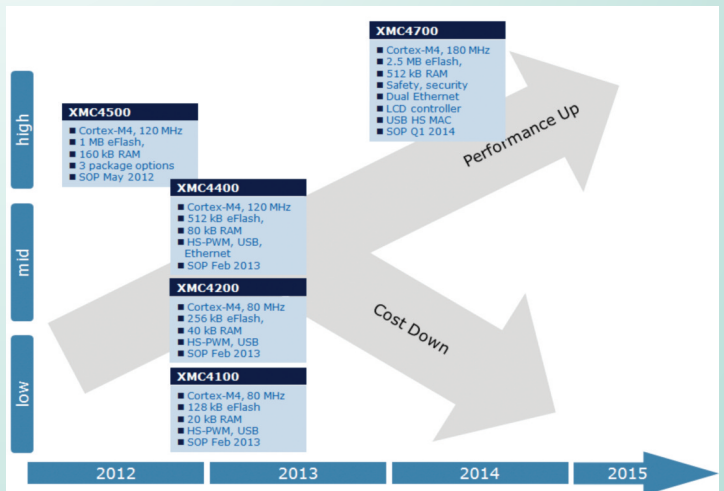 XMC4700
■ Cortex-M4, 180 MHz
■ 2.5 MB eFlash,
■ 512 kB RAM
■ Safety, security
■ Dual Ethernet
■ LCD controller
■ USB HS MAC
■ SOP Q1 2014
high
XMC4500
■ Cortex-M4, 120 MHz
■ 1 MB eFlash,
■ 160 kB RAM
■ 3 package options
■ SOP May 2012
Performance Up
mid
XMC4400
■ Cortex-M4, 120 MHz
■ 512 kB eFlash,
■ 80 kB RAM
■ HS-PWM, USB,
Ethernet
■ SOP Feb 2013
XMC4200
■ Cortex-M4, 80 MHz
■ 256 kB eFlash,
■ 40 kB RAM
■ HS-PWM, USB
■ SOP Feb 2013
Cost Down
low
XMC4100
■ Cortex-M4, 80 MHz
■ 128 kB eFlash
■ 20 kB RAM
■ HS-PWM, USB
■ SOP Feb 2013
2012
2013
2014
2015